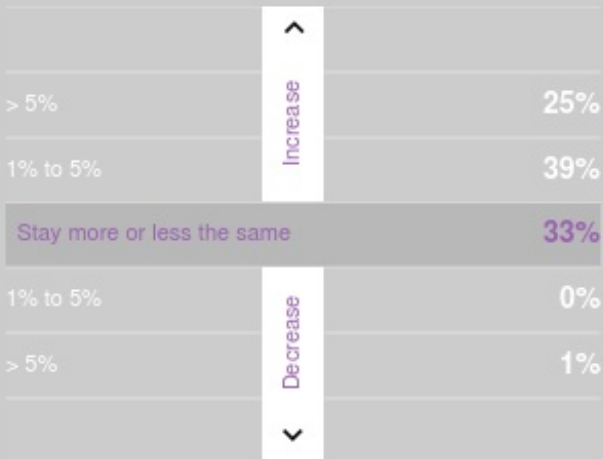 > 5% 25%
Increase
1% to 5% 39%
Stay more or less the same 33%
1% to 5% 0%
Decrease
> 5% 1%